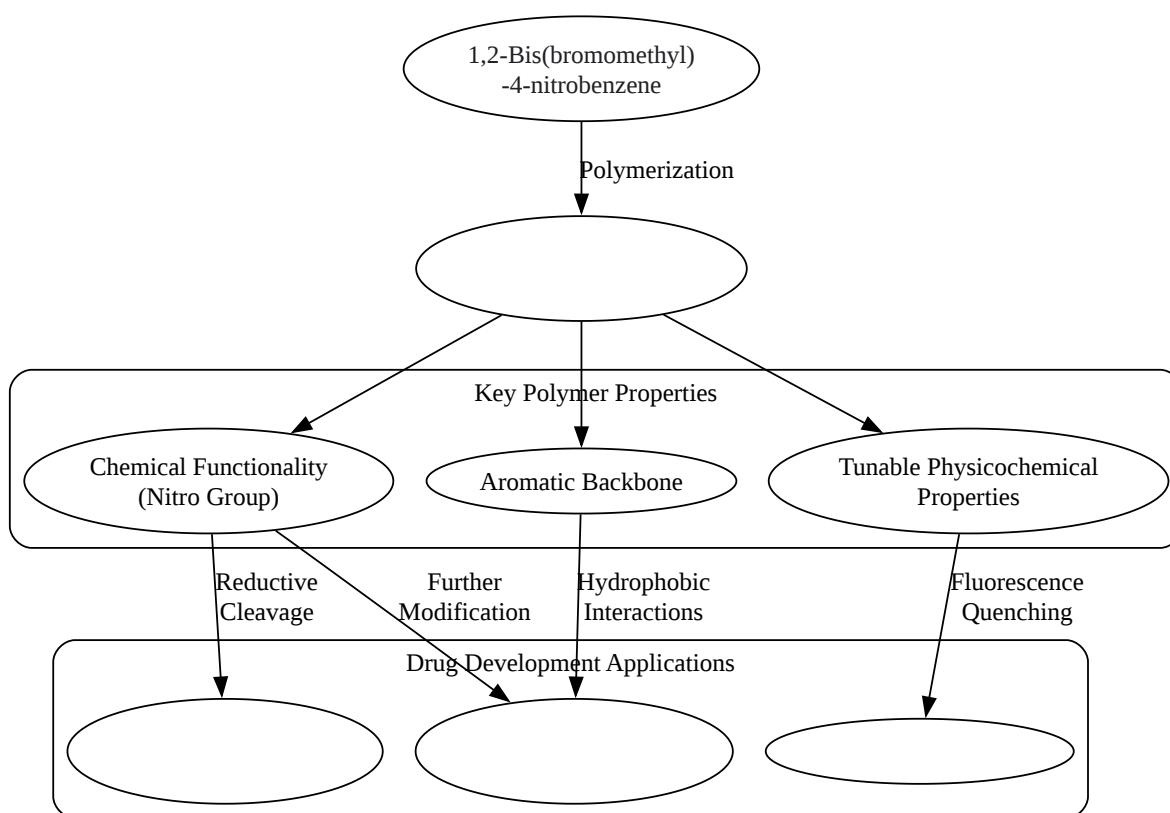 1,2-Bis(bromomethyl)
-4-nitrobenzene
Polymerization
Key Polymer Properties
Chemical Functionality
(Nitro Group)
Aromatic Backbone
Tunable Physicochemical
Properties
Reductive
Cleavage
Further
Modification
Hydrophobic
Interactions
Fluorescence
Quenching
Drug Development Applications